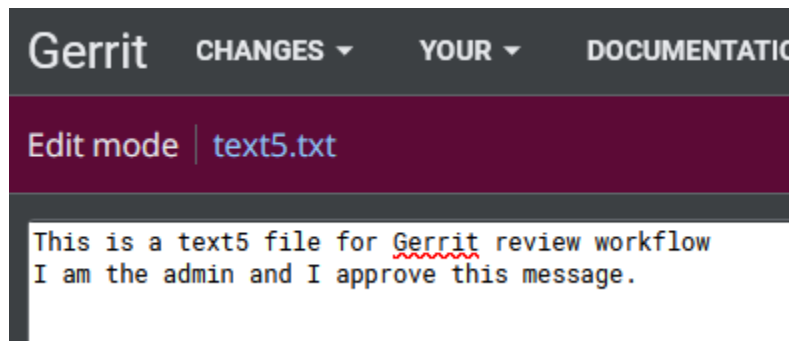 Gerrit CHANGES YOUR
Edit mode text5.txt
This is a text5 file for Gerrit review workflow
I am the admin and I approve this message.